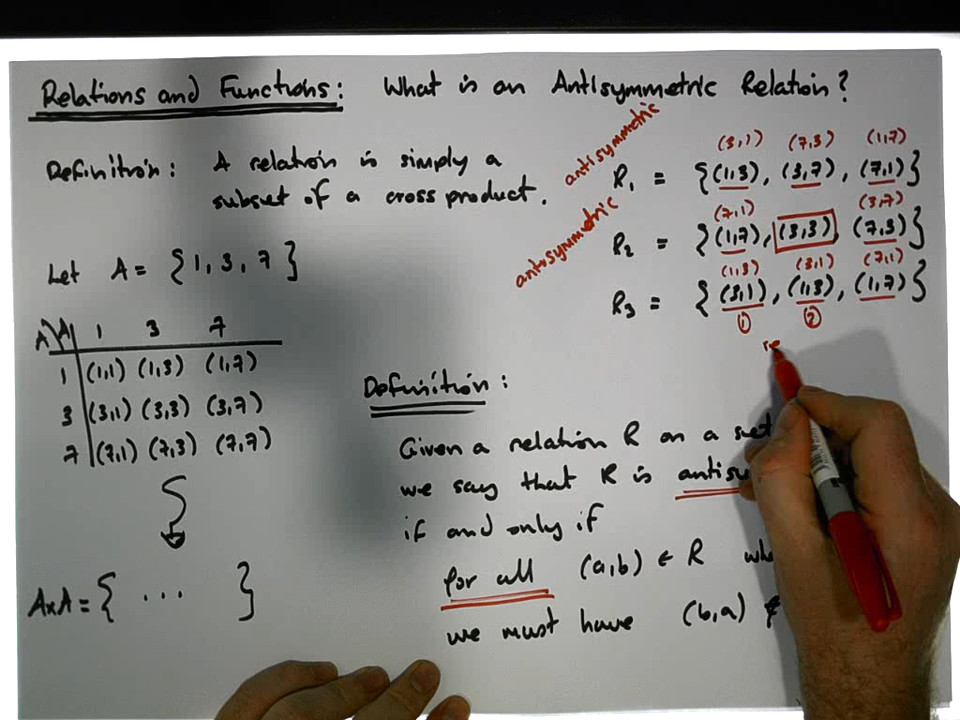 Relations and Functions: What is an Antisymmetric Relation?
Definition: A relation is simply a
subset of a cross product.
Let A = {1, 3, 7}
A\A 1 3 7
1 (1,1) (1,3) (1,7)
3 (3,1) (3,3) (3,7)
7 (7,1) (7,3) (7,7)
A×A = { ... }
antisymmetric
(3,1) (7,3) (1,7)
R₁ = {(1,3), (3,7), (7,1)}
antisymmetric
(7,1) (3,7)
R₂ = {(1,7), (3,3), (7,3)}
(1,3) (3,1) (7,1)
R₃ = {(3,1), (1,3), (1,7)}
① ②
Definition:
Given a relation R on a set
we say that R is
if and only if
for all (a,b) ∈ R
we must have (b,a) ∉